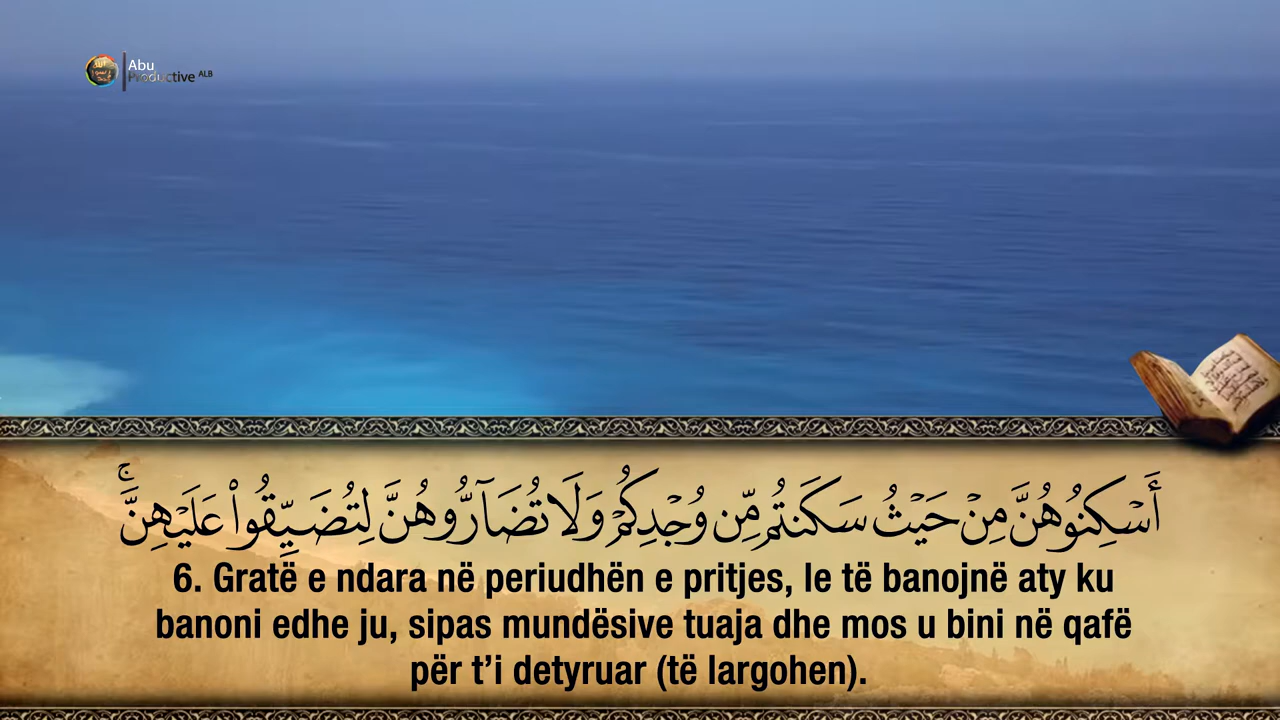 Abu
Productive ALB
أَسْكِنُوهُنَّ مِنْ حَيْثُ سَكَنتُم مِّن وُجْدِكُمْ وَلَا تُضَآرُّوهُنَّ لِتُضَيِّقُوا۟ عَلَيْهِنَّ ۚ
6. Gratë e ndara në periudhën e pritjes, le të banojnë aty ku
banoni edhe ju, sipas mundësive tuaja dhe mos u bini në qafë
për t’i detyruar (të largohen).